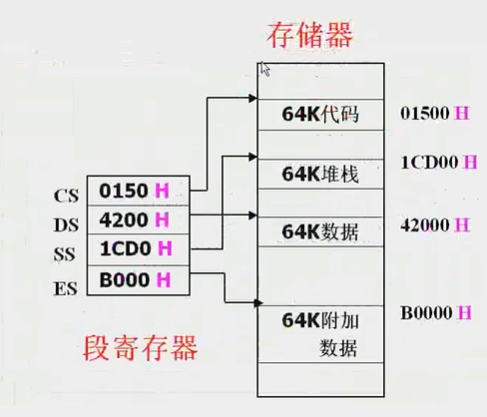 存储器
64K代码
01500 H
64K堆栈
1CD00 H
64K数据
42000 H
64K附加
数据
B0000 H
CS 0150 H
DS 4200 H
SS 1CD0 H
ES B000 H
段寄存器